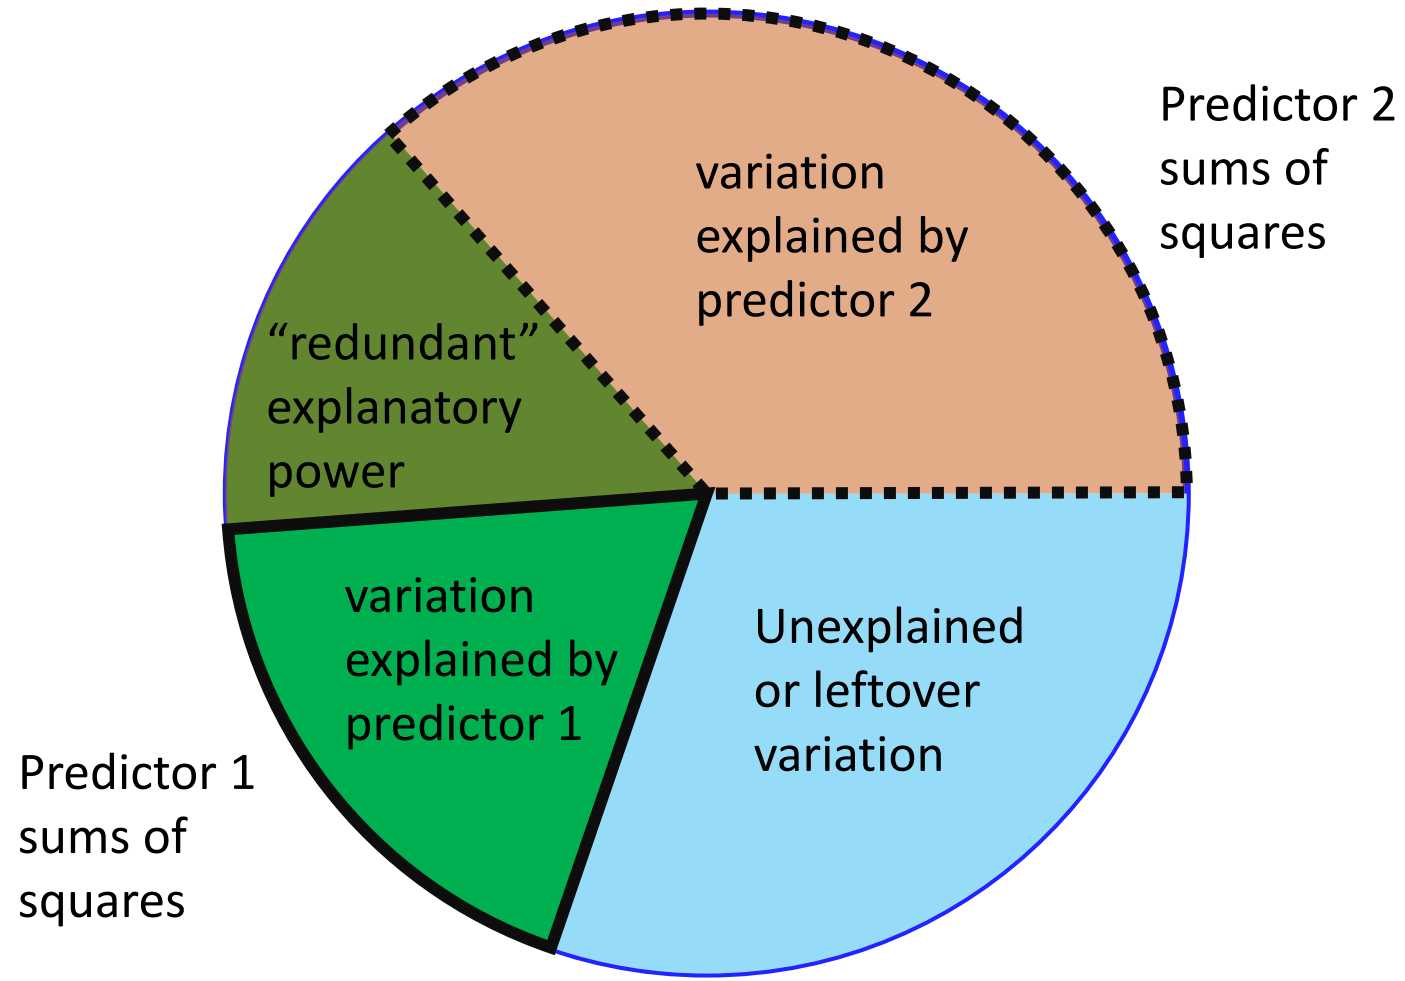 Predictor 2
sums of
squares
variation
explained by
predictor 2
“redundant”
explanatory
power
variation
explained by
predictor 1
Unexplained
or leftover
variation
Predictor 1
sums of
squares